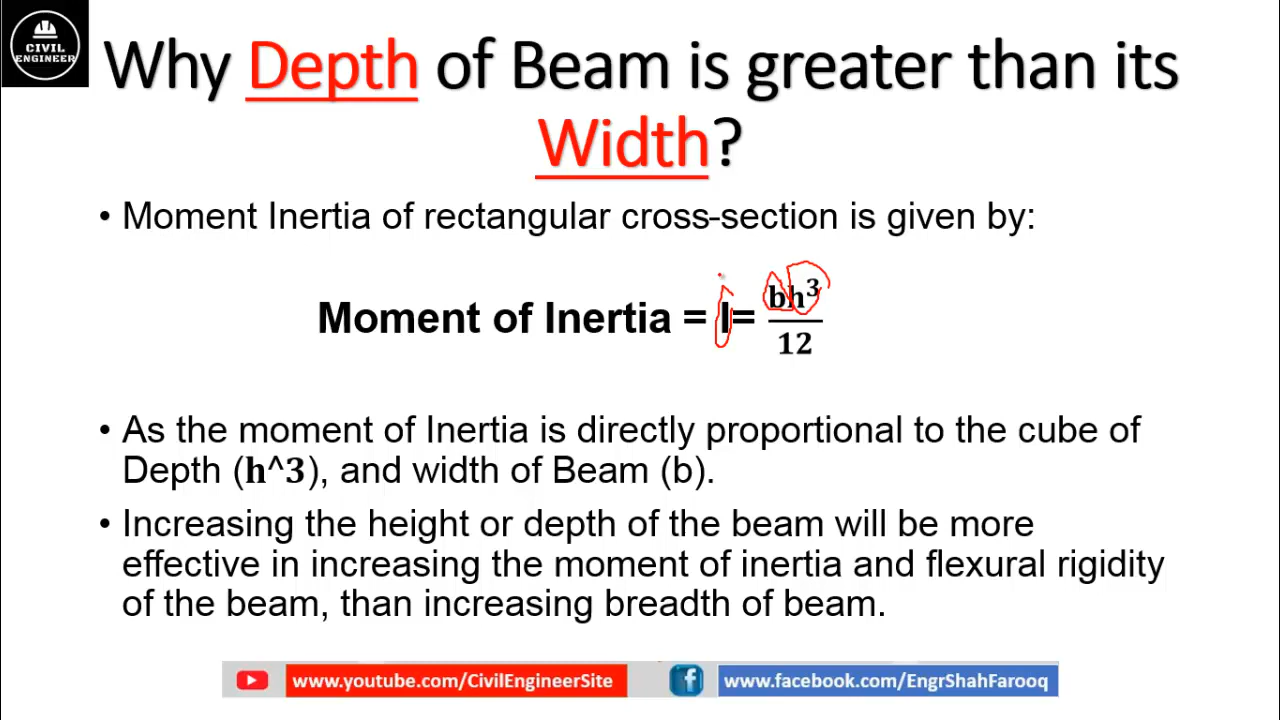 CIVIL
ENGINEER
Why Depth of Beam is greater than its
Width?
• Moment Inertia of rectangular cross-section is given by:
Moment of Inertia = I= bh³/12
• As the moment of Inertia is directly proportional to the cube of
Depth (h^3), and width of Beam (b).
• Increasing the height or depth of the beam will be more
effective in increasing the moment of inertia and flexural rigidity
of the beam, than increasing breadth of beam.
www.youtube.com/CivilEngineerSite www.facebook.com/EngrShahFarooq